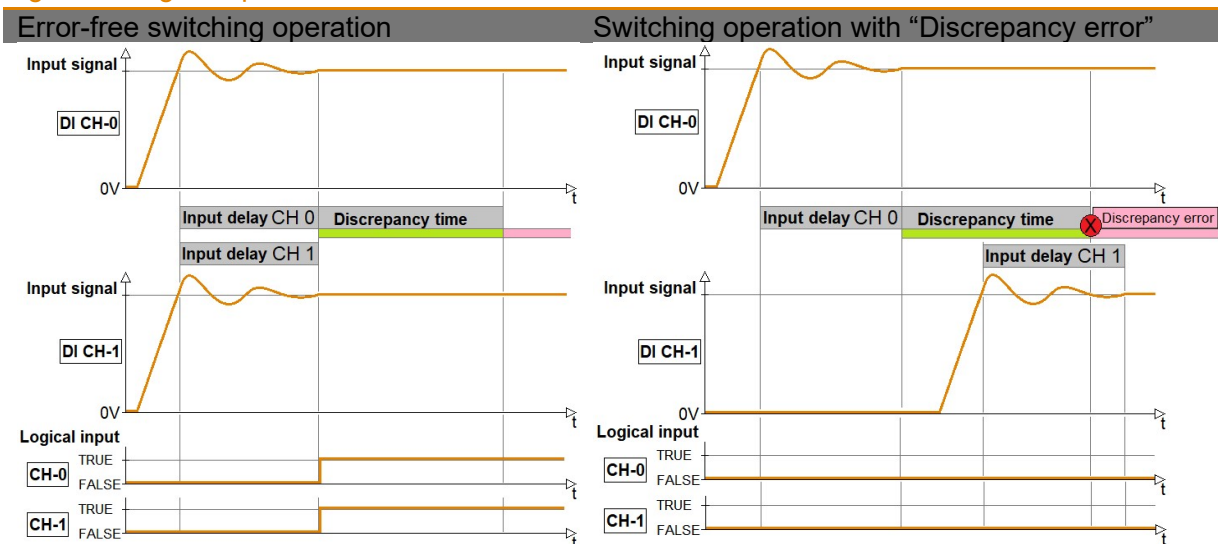 Error-free switching operation
Input signal
DI CH-0
0V
t
Input delay CH 0
Discrepancy time
Input delay CH 1
Input signal
DI CH-1
0V
t
Logical input
CH-0
TRUE
FALSE
t
CH-1
TRUE
FALSE
t
Switching operation with “Discrepancy error”
Input signal
DI CH-0
0V
t
Input delay CH 0
Discrepancy time
X
Discrepancy error
Input delay CH 1
Input signal
DI CH-1
0V
t
Logical input
CH-0
TRUE
FALSE
t
CH-1
TRUE
FALSE
t